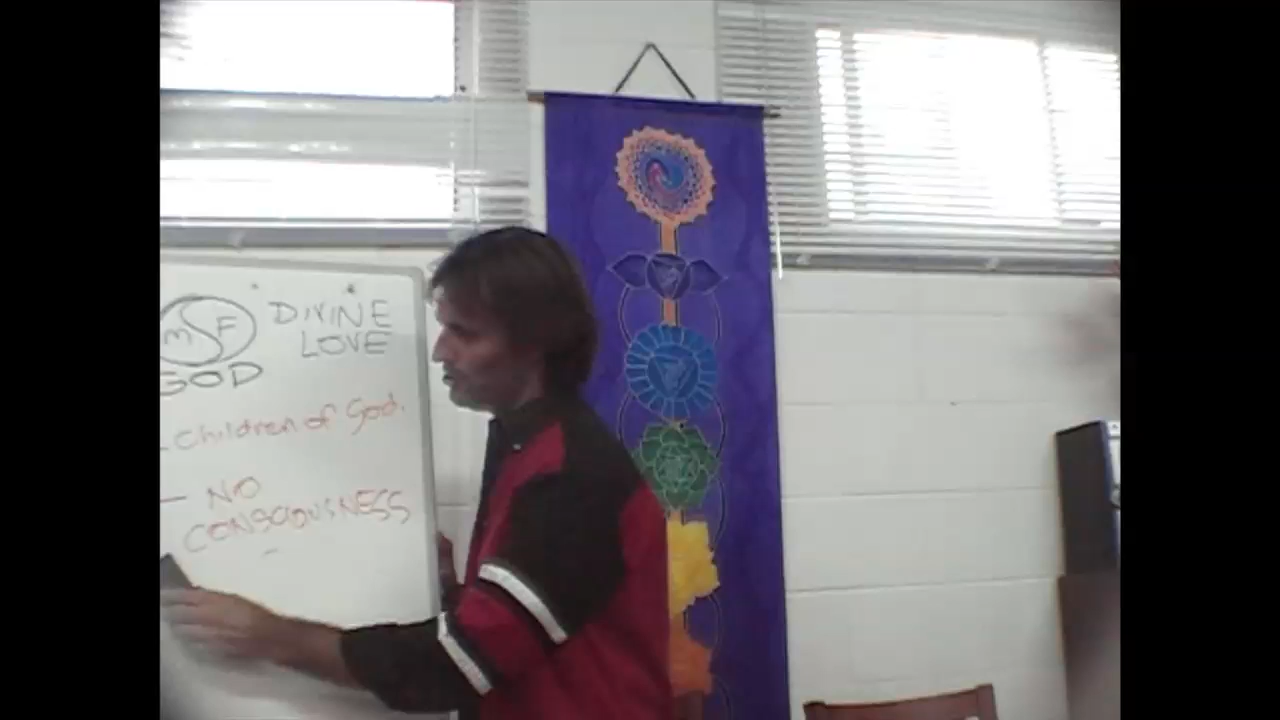 M F
"DIVINE
LOVE
GOD
- Children of God.
- NO
CONSCIOUSNESS